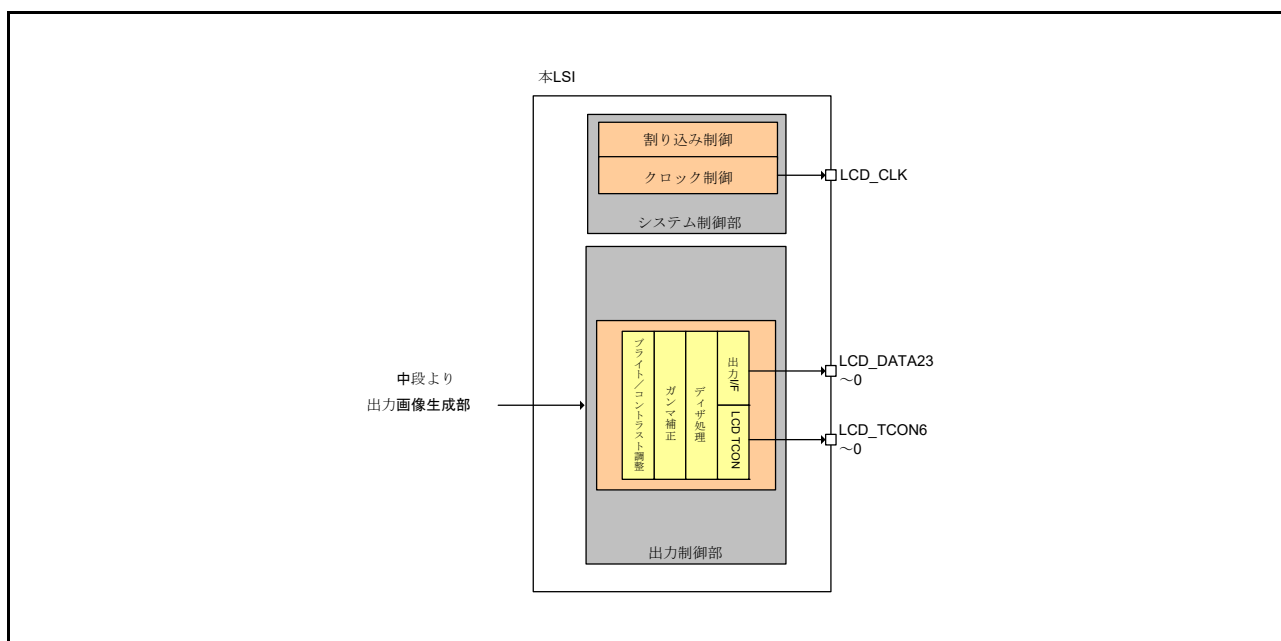 本LSI
割り込み制御
クロック制御
LCD_CLK
システム制御部
中段より
出力画像生成部
ブライト／コントラスト調整
ガンマ補正
ディザ処理
出力I/F
LCD TCON
LCD_DATA23
～0
LCD_TCON6
～0
出力制御部